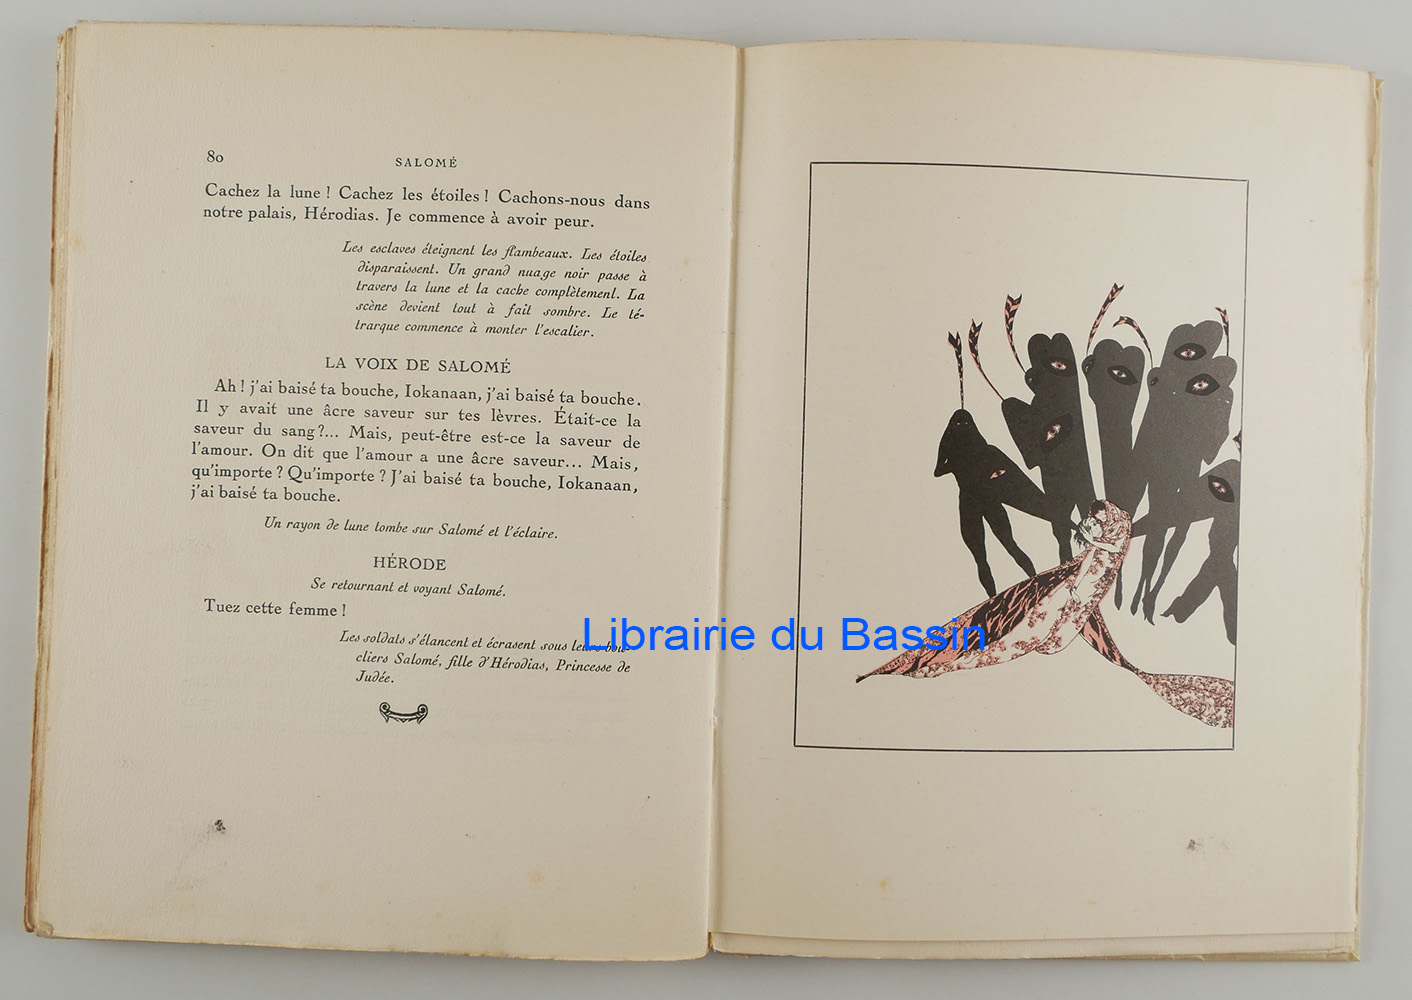 80
SALOMÉ
Cachez la lune ! Cachez les étoiles ! Cachons-nous dans
notre palais, Hérodias. Je commence à avoir peur.
Les esclaves éteignent les flambeaux. Les étoiles
disparaissent. Un grand nuage noir passe à
travers la lune et la cache complètement. La
scène devient tout à fait sombre. Le té-
trarque commence à monter l'escalier.
LA VOIX DE SALOMÉ
Ah ! j'ai baisé ta bouche, Iokanaan, j'ai baisé ta bouche.
Il y avait une âcre saveur sur tes lèvres. Était-ce la
saveur du sang ?... Mais, peut-être est-ce la saveur de
l'amour. On dit que l'amour a une âcre saveur... Mais,
qu'importe ? Qu'importe ? J'ai baisé ta bouche, Iokanaan,
j'ai baisé ta bouche.
Un rayon de lune tombe sur Salomé et l'éclaire.
HÉRODE
Se retournant et voyant Salomé.
Tuez cette femme !
Les soldats s'élancent et écrasent sous leurs bou-
cliers Salomé, fille d'Hérodias, Princesse de
Judée.
Librairie du Bassin